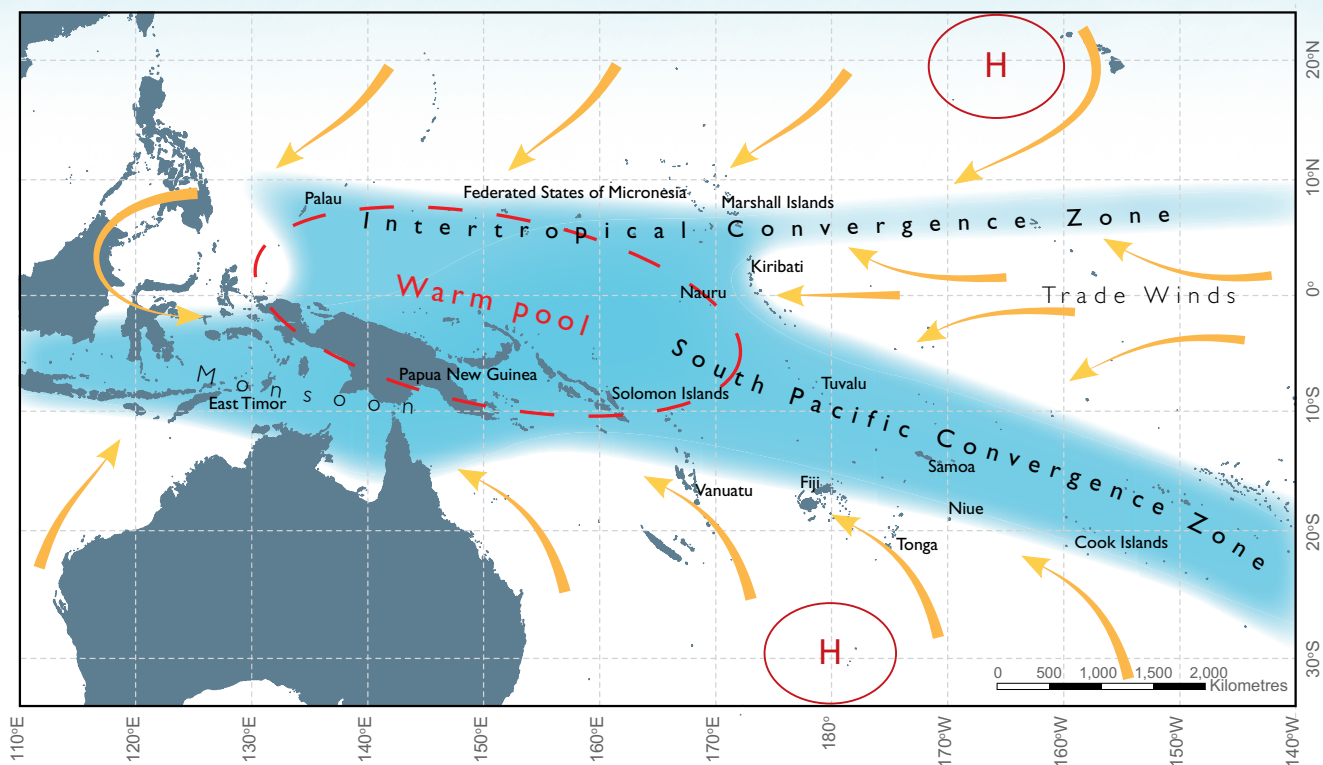 H
20°N
10°N
Palau
Federated States of Micronesia
Marshall Islands
Intertropical Convergence Zone
Kiribati
Warm pool
Nauru
Trade Winds
0°
South Pacific Convergence Zone
Monsoon
Papua New Guinea
Tuvalu
East Timor
Solomon Islands
10°S
Samoa
Vanuatu
Fiji
Niue
20°S
Tonga
Cook Islands
H
30°S
0 500 1,000 1,500 2,000
Kilometres
110°E 120°E 130°E 140°E 150°E 160°E 170°E 180° 170°W 160°W 150°W 140°W